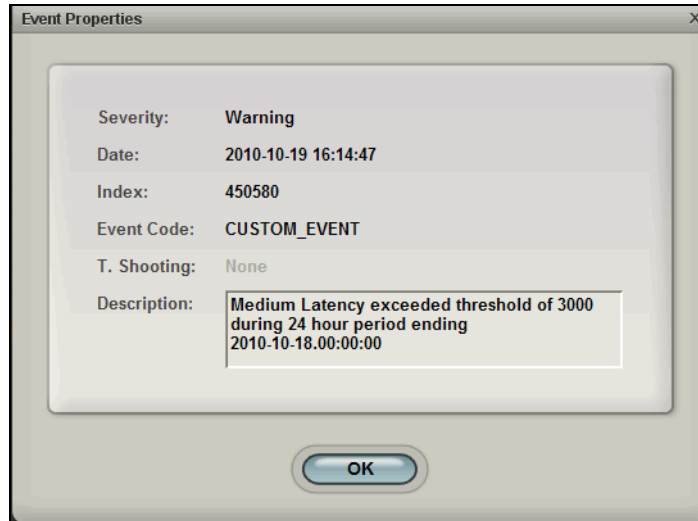 Event Properties X
Severity: Warning
Date: 2010-10-19 16:14:47
Index: 450580
Event Code: CUSTOM_EVENT
T. Shooting: None
Description: Medium Latency exceeded threshold of 3000
during 24 hour period ending
2010-10-18.00:00:00
OK